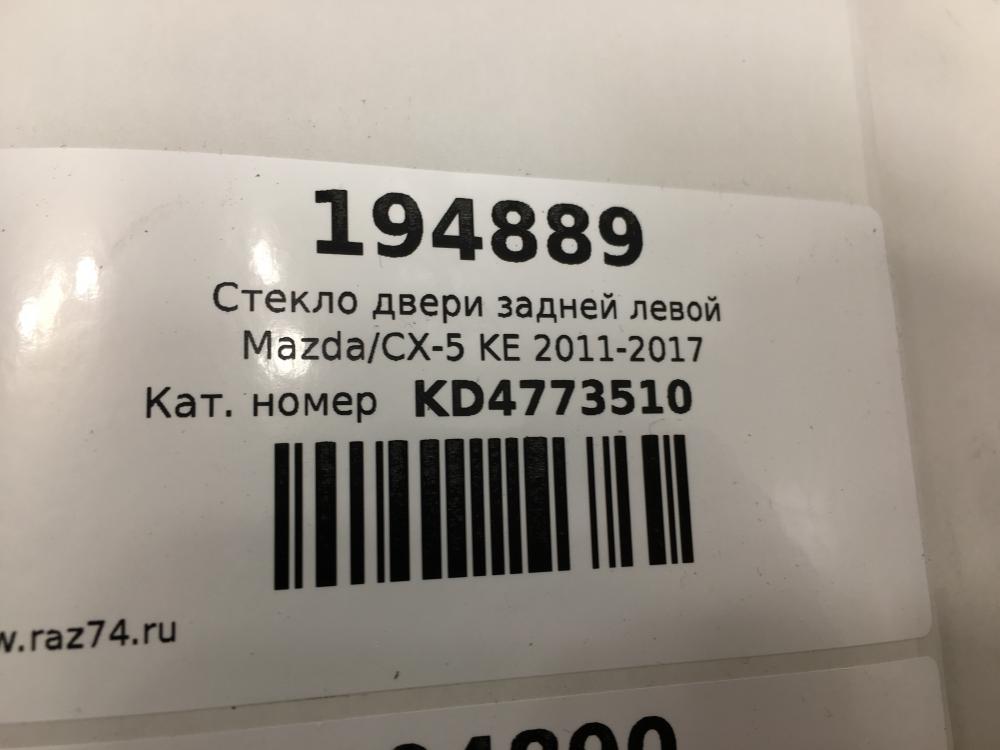 194889
Стекло двери задней левой
Mazda/CX-5 KE 2011-2017
Кат. номер KD4773510
w.raz74.ru